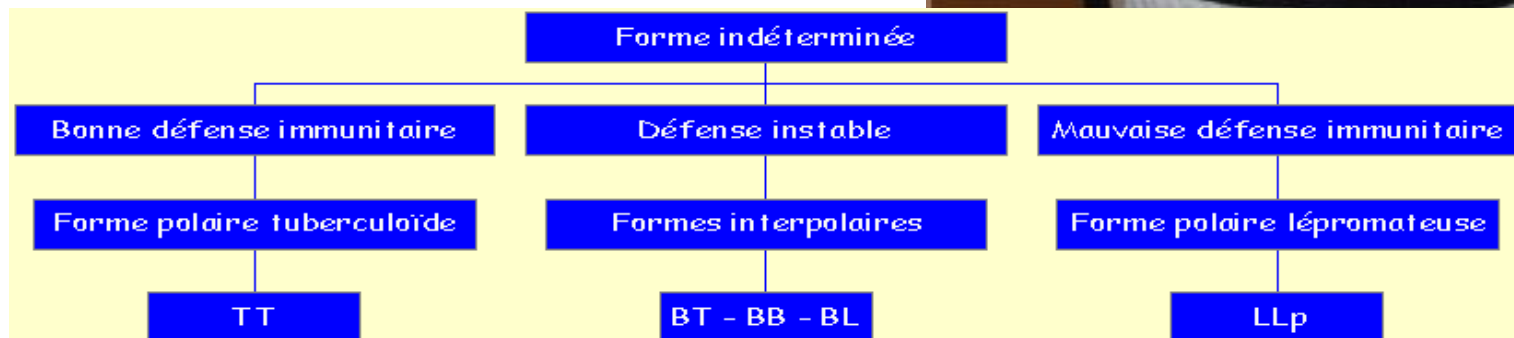 Forme indéterminée
Bonne défense immunitaire
Défense instable
Mauvaise défense immunitaire
Forme polaire tuberculoïde
Formes interpolaires
Forme polaire lépromateuse
TT
BT - BB - BL
LLp